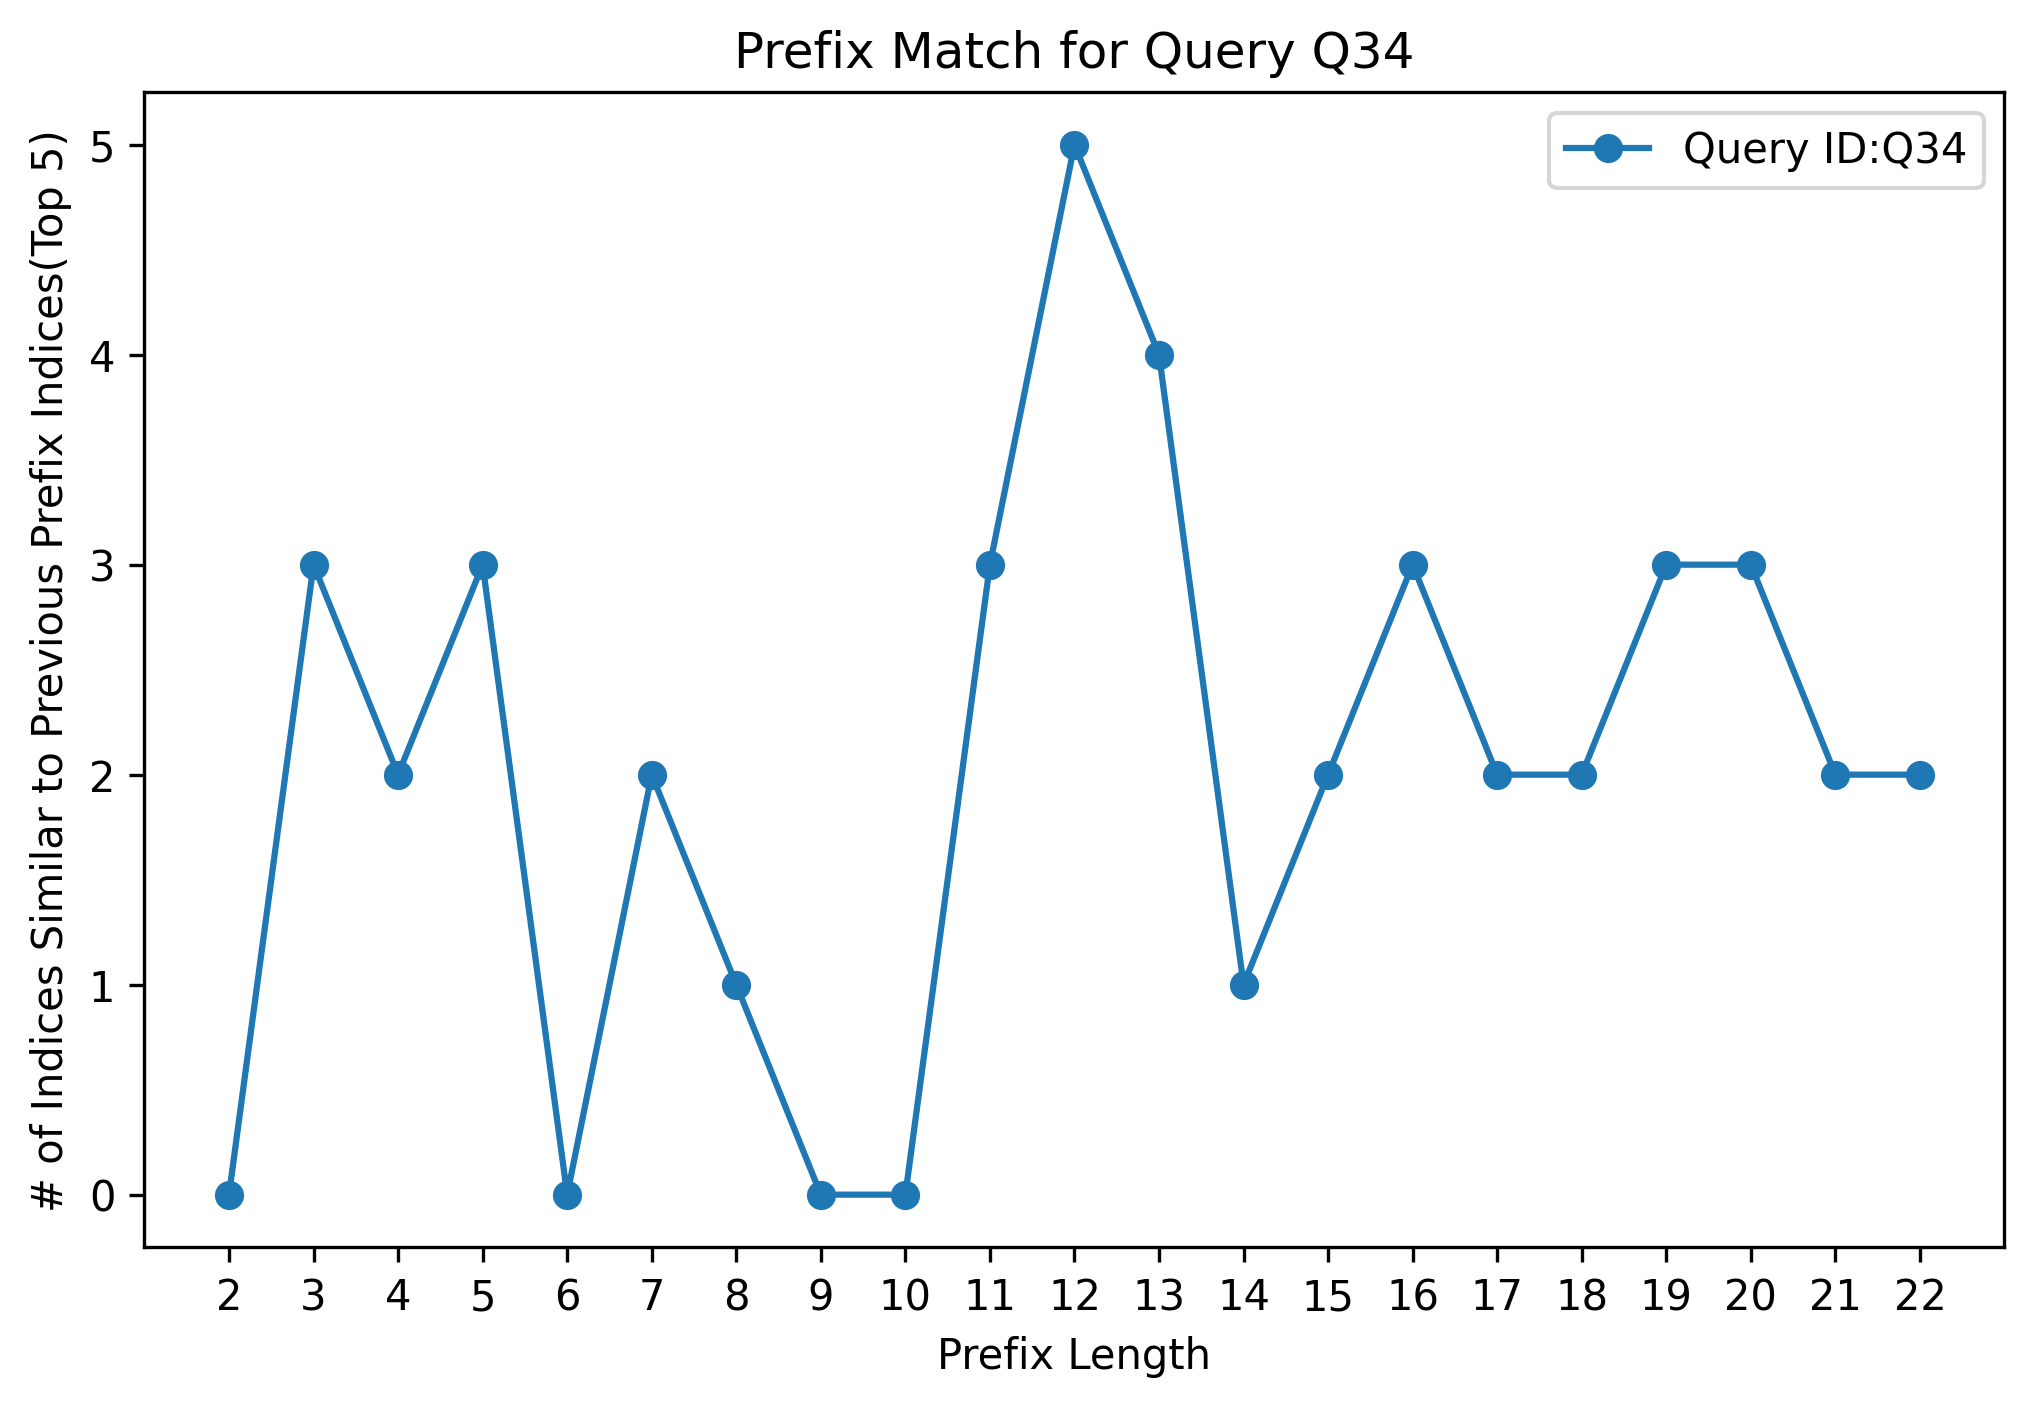 Prefix Match for Query Q34
Query ID:Q34
# of Indices Similar to Previous Prefix Indices(Top 5)
5
4
3
2
1
0
2 3 4 5 6 7 8 9 10 11 12 13 14 15 16 17 18 19 20 21 22
Prefix Length